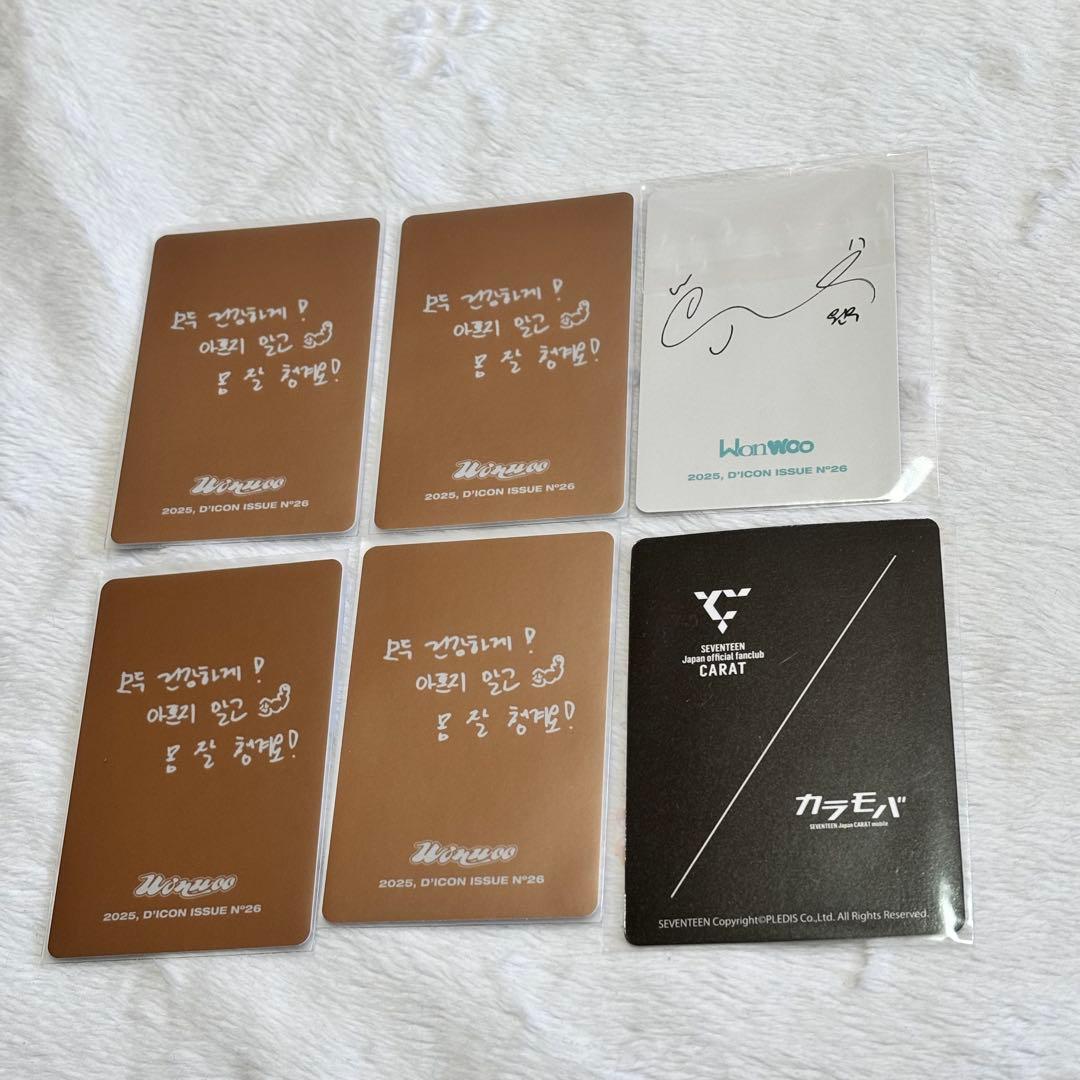 모두 건강하게!
아프지 말고
몸 잘 챙겨요!
Wonwoo
2025, D'ICON ISSUE N°26
모두 건강하게!
아프지 말고
몸 잘 챙겨요!
Wonwoo
2025, D'ICON ISSUE N°26
17
원우
WonWoo
2025, D'ICON ISSUE N°26
모두 건강하게!
아프지 말고
몸 잘 챙겨요!
Wonwoo
2025, D'ICON ISSUE N°26
모두 건강하게!
아프지 말고
몸 잘 챙겨요!
Wonwoo
2025, D'ICON ISSUE N°26
SEVENTEEN
Japan official fanclub
CARAT
カラモバ
SEVENTEEN Japan CARAT mobile
SEVENTEEN Copyright©PLEDIS Co.,Ltd. All Rights Reserved.